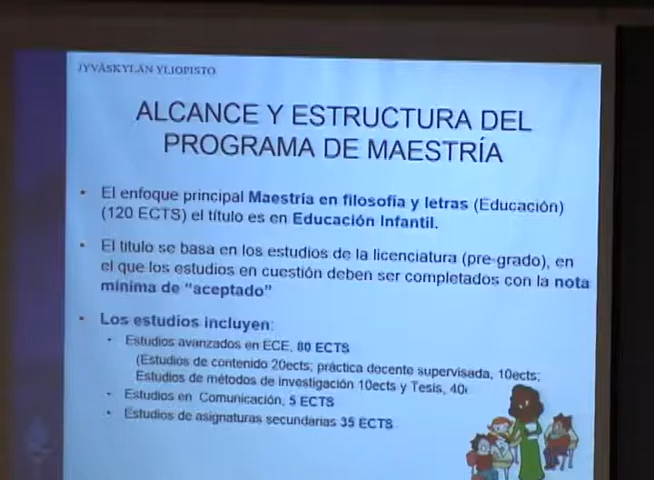 JYVÄSKYLÄN YLIOPISTO
ALCANCE Y ESTRUCTURA DEL
PROGRAMA DE MAESTRÍA
• El enfoque principal Maestría en filosofía y letras (Educación)
(120 ECTS) el título es en Educación Infantil.
• El titulo se basa en los estudios de la licenciatura (pre-grado), en
el que los estudios en cuestión deben ser completados con la nota
mínima de "aceptado"
• Los estudios incluyen:
• Estudios avanzados en ECE, 80 ECTS
(Estudios de contenido 20ects; práctica docente supervisada, 10ects;
Estudios de métodos de investigación 10ects y Tesis, 40
• Estudios en Comunicación, 5 ECTS
• Estudios de asignaturas secundarias 35 ECTS